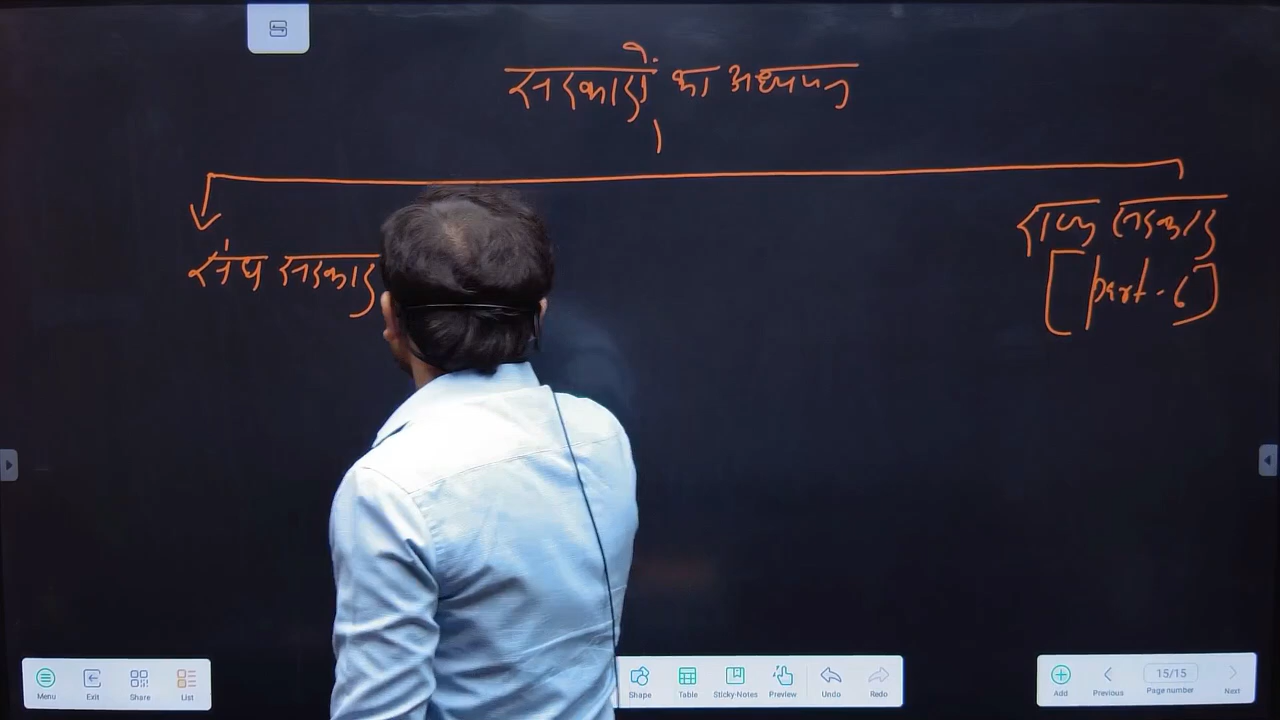 सरकारों का अध्ययन
संघ सरकार
राज्य सरकार
[Part-6]
Menu
Exit
Share
List
Shape
Table
Sticky-Notes
Preview
Undo
Redo
Add
Previous
15/15
Page number
Next